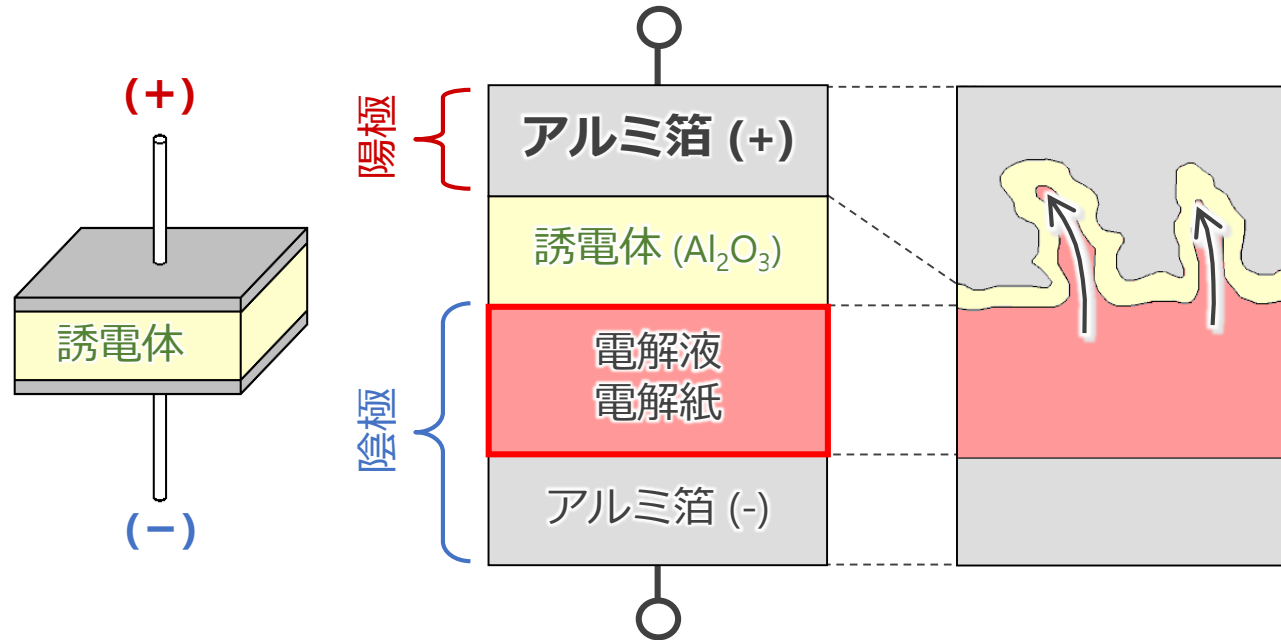 (+)
誘電体
(−)
陽極
アルミ箔 (+)
誘電体 (Al₂O₃)
陰極
電解液
電解紙
アルミ箔 (-)